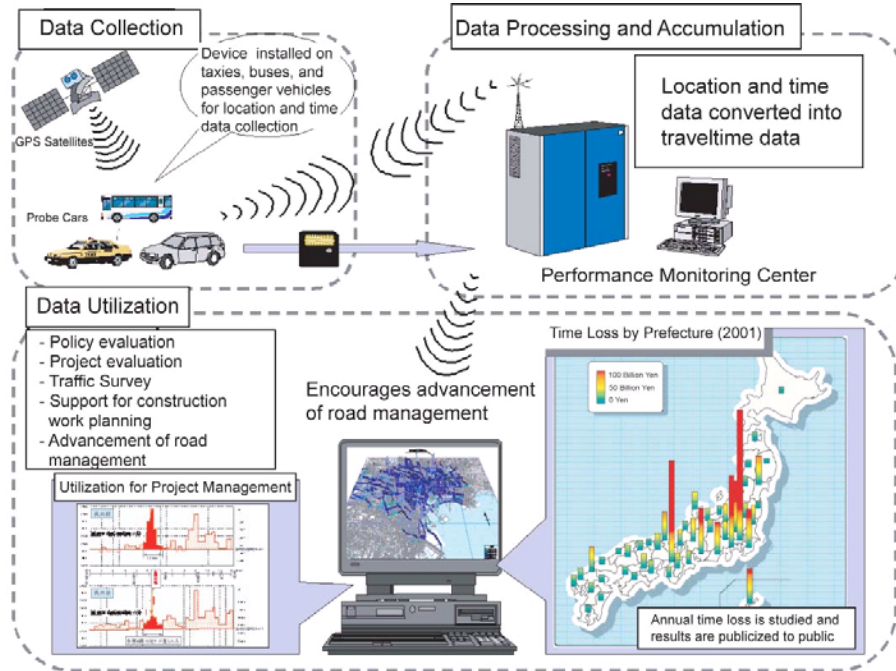 Data Collection
Device installed on
taxies, buses, and
passenger vehicles
for location and time
data collection
GPS Satellites
Probe Cars
Data Processing and Accumulation
Location and time
data converted into
traveltime data
Performance Monitoring Center
Data Utilization
- Policy evaluation
- Project evaluation
- Traffic Survey
- Support for construction
work planning
- Advancement of road
management
Encourages advancement
of road management
Utilization for Project Management
Time Loss by Prefecture (2001)
100 Billion Yen
50 Billion Yen
0 Yen
Annual time loss is studied and
results are publicized to public